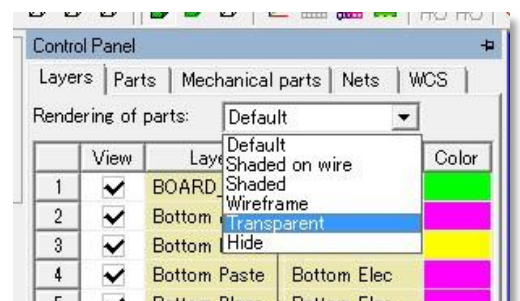 Control Panel
Layers Parts Mechanical parts Nets WCS
Rendering of parts: Default
Default
Shaded on wire
Shaded
Wireframe
Transparent
Hide
View Laye Color
1 BOARD_
2 Bottom
3 Bottom
4 Bottom Paste Bottom Elec